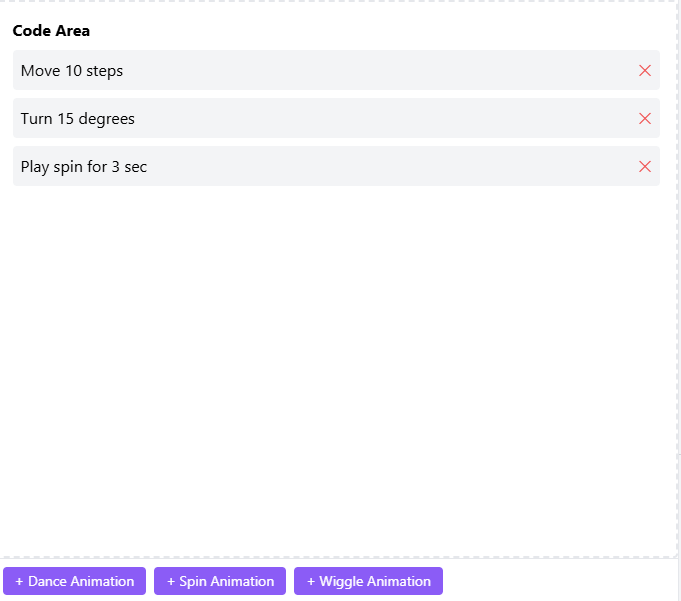 Code Area
Move 10 steps
Turn 15 degrees
Play spin for 3 sec
+ Dance Animation
+ Spin Animation
+ Wiggle Animation